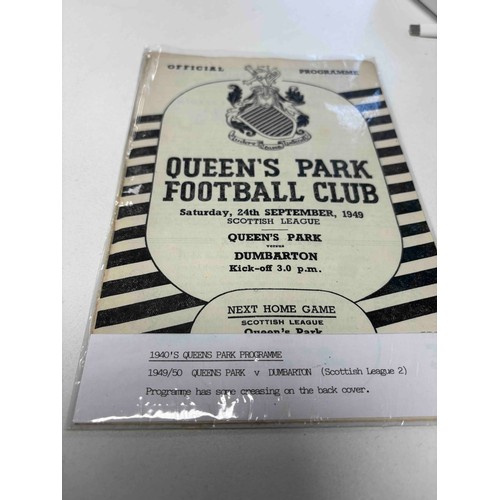 OFFICIAL PROGRAMME
QUEEN'S PARK
FOOTBALL CLUB
Saturday, 24th SEPTEMBER, 1949
SCOTTISH LEAGUE
QUEEN'S PARK
versus
DUMBARTON
Kick-off 3.0 p.m.
NEXT HOME GAME
SCOTTISH LEAGUE
Queen's Park
1940'S QUEENS PARK PROGRAMME
1949/50 QUEENS PARK v DUMBARTON (Scottish League 2)
Programme has some creasing on the back cover.